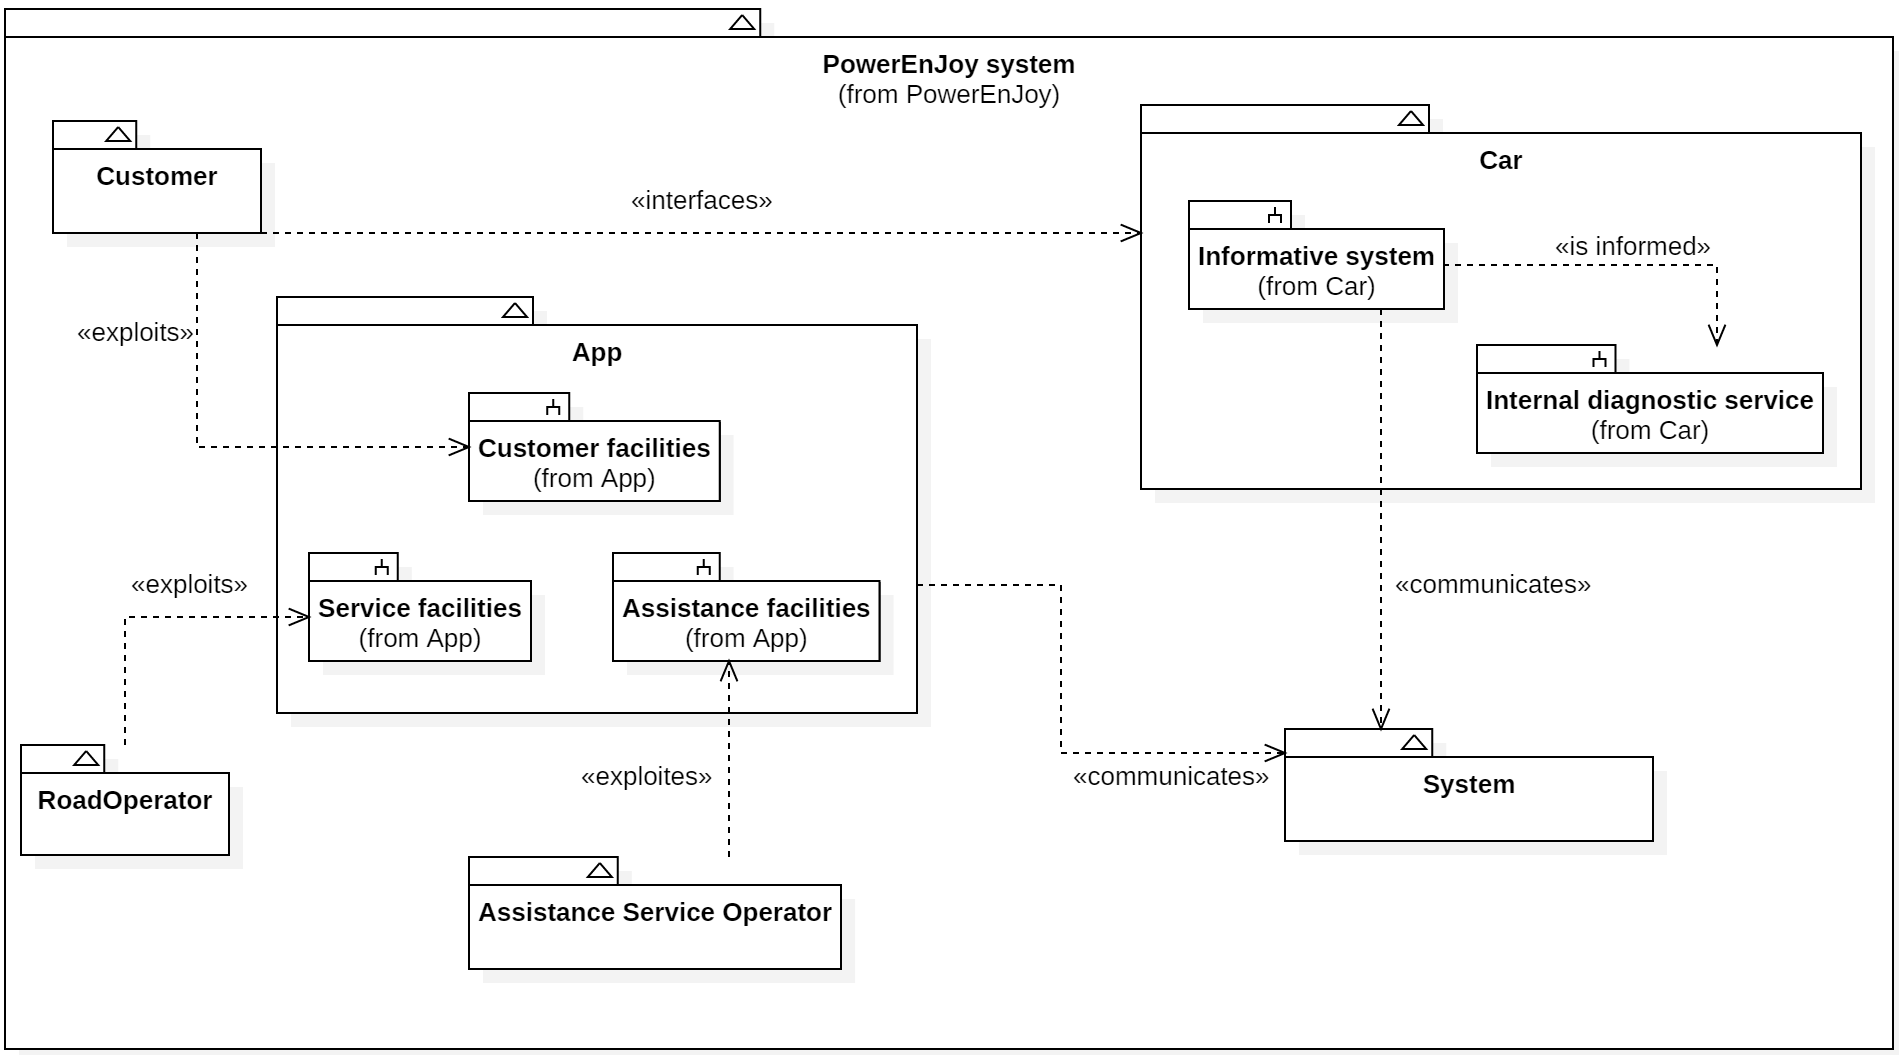 PowerEnJoy system
(from PowerEnJoy)
Customer
«interfaces»
Car
Informative system
(from Car)
«is informed»
Internal diagnostic service
(from Car)
«exploits»
App
Customer facilities
(from App)
«exploits»
Service facilities
(from App)
Assistance facilities
(from App)
«communicates»
RoadOperator
«exploites»
«communicates»
System
Assistance Service Operator